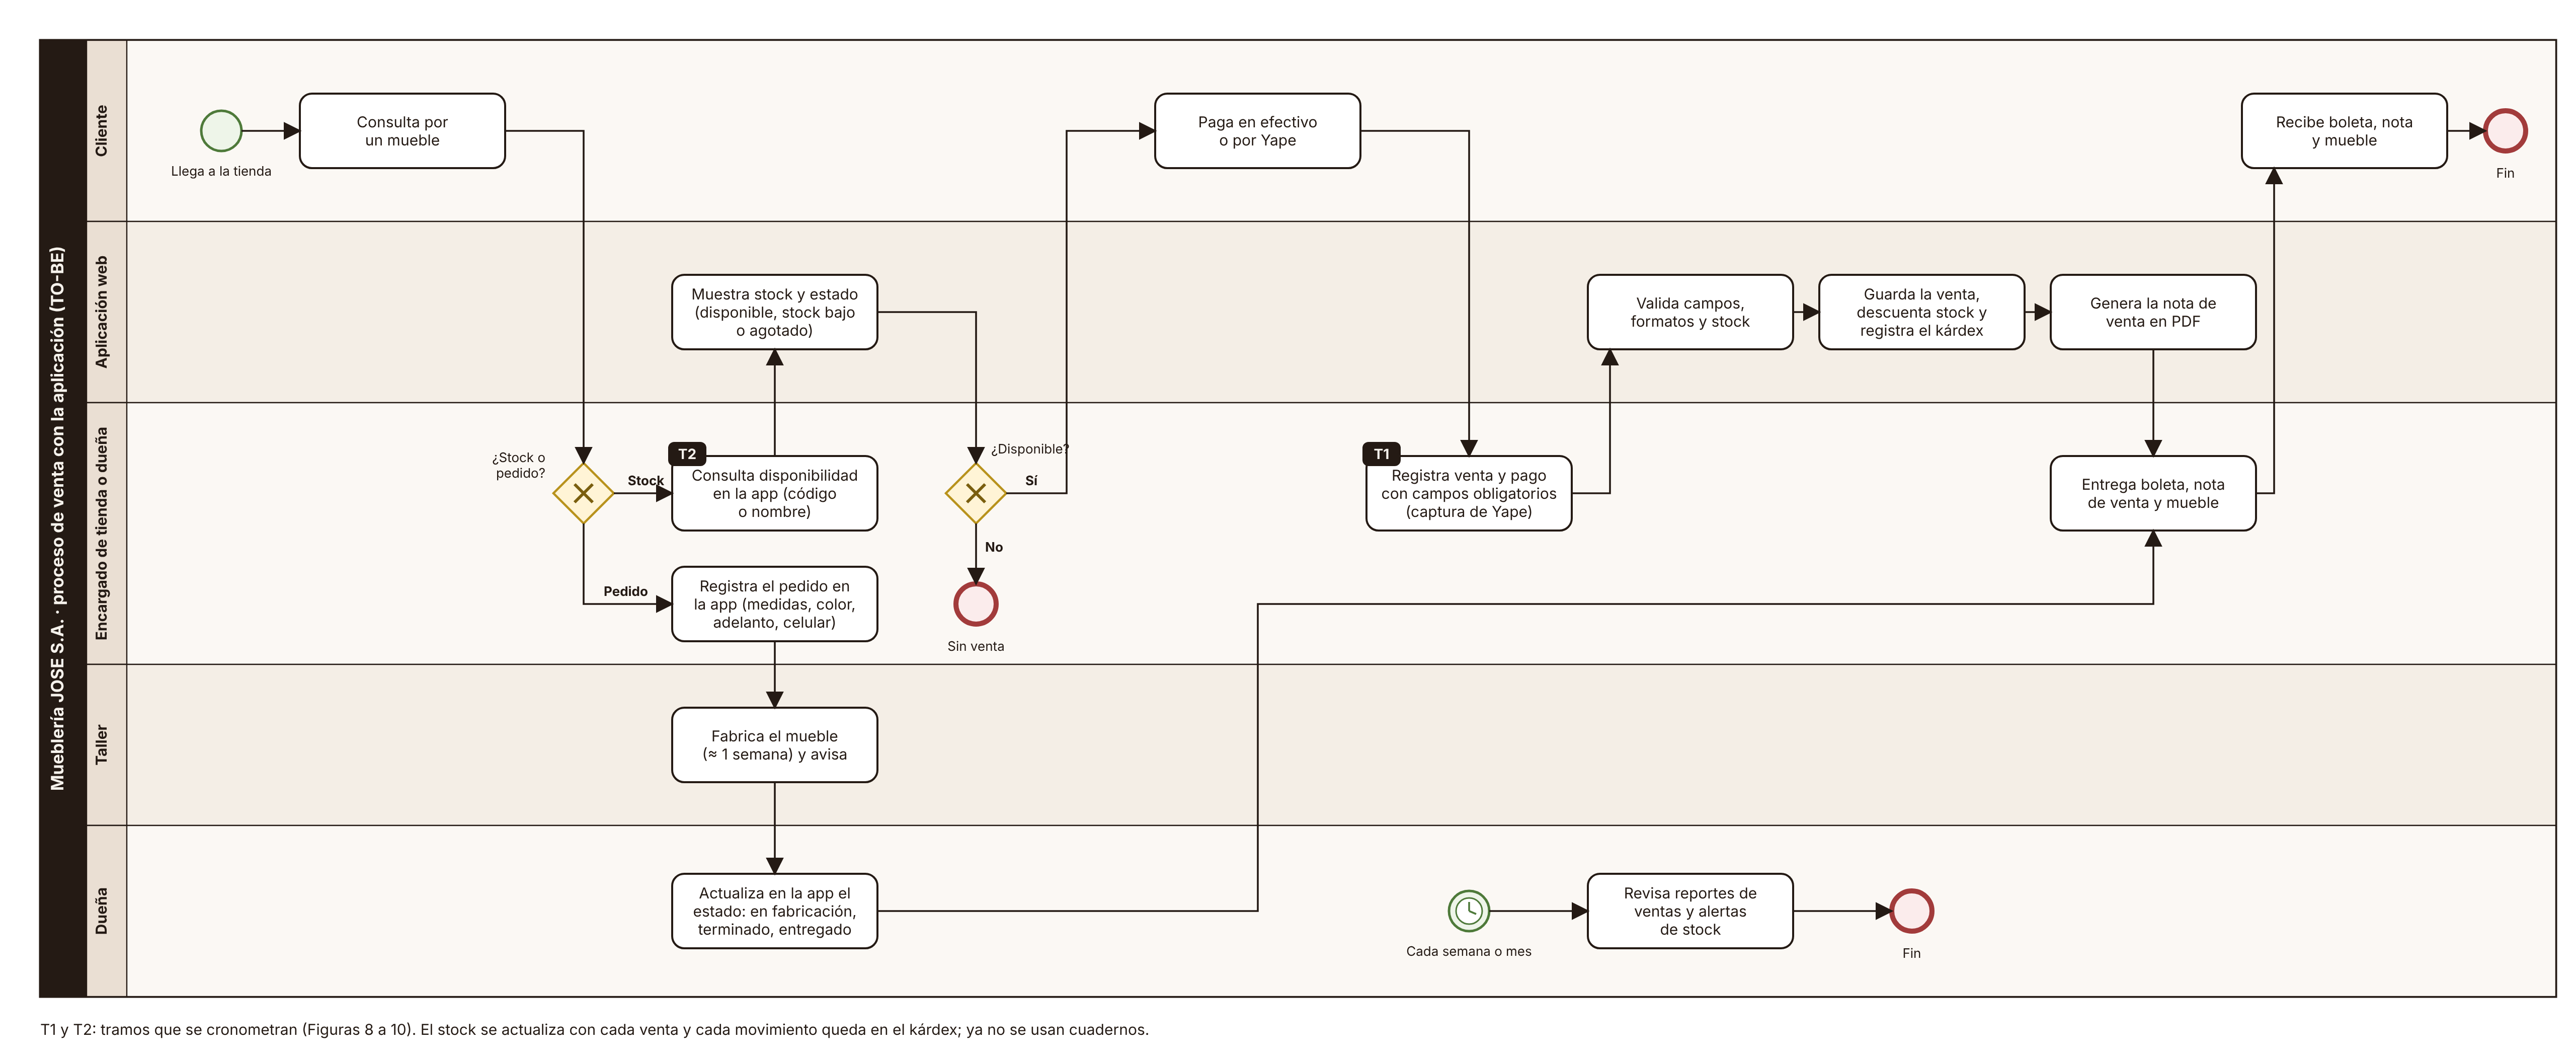 Mueblería JOSE S.A. · proceso de venta con la aplicación (TO-BE)
Cliente
Llega a la tienda
Consulta por
un mueble
Paga en efectivo
o por Yape
Recibe boleta, nota
y mueble
Fin
Aplicación web
Muestra stock y estado
(disponible, stock bajo
o agotado)
Valida campos,
formatos y stock
Guarda la venta,
descuenta stock y
registra el kárdex
Genera la nota de
venta en PDF
Encargado de tienda o dueña
¿Stock o
pedido?
Stock
T2
Consulta disponibilidad
en la app (código
o nombre)
¿Disponible?
Sí
No
Sin venta
T1
Registra venta y pago
con campos obligatorios
(captura de Yape)
Entrega boleta, nota
de venta y mueble
Pedido
Registra el pedido en
la app (medidas, color,
adelanto, celular)
Taller
Fabrica el mueble
(≈ 1 semana) y avisa
Dueña
Actualiza en la app el
estado: en fabricación,
terminado, entregado
Cada semana o mes
Revisa reportes de
ventas y alertas
de stock
Fin
T1 y T2: tramos que se cronometran (Figuras 8 a 10). El stock se actualiza con cada venta y cada movimiento queda en el kárdex; ya no se usan cuadernos.